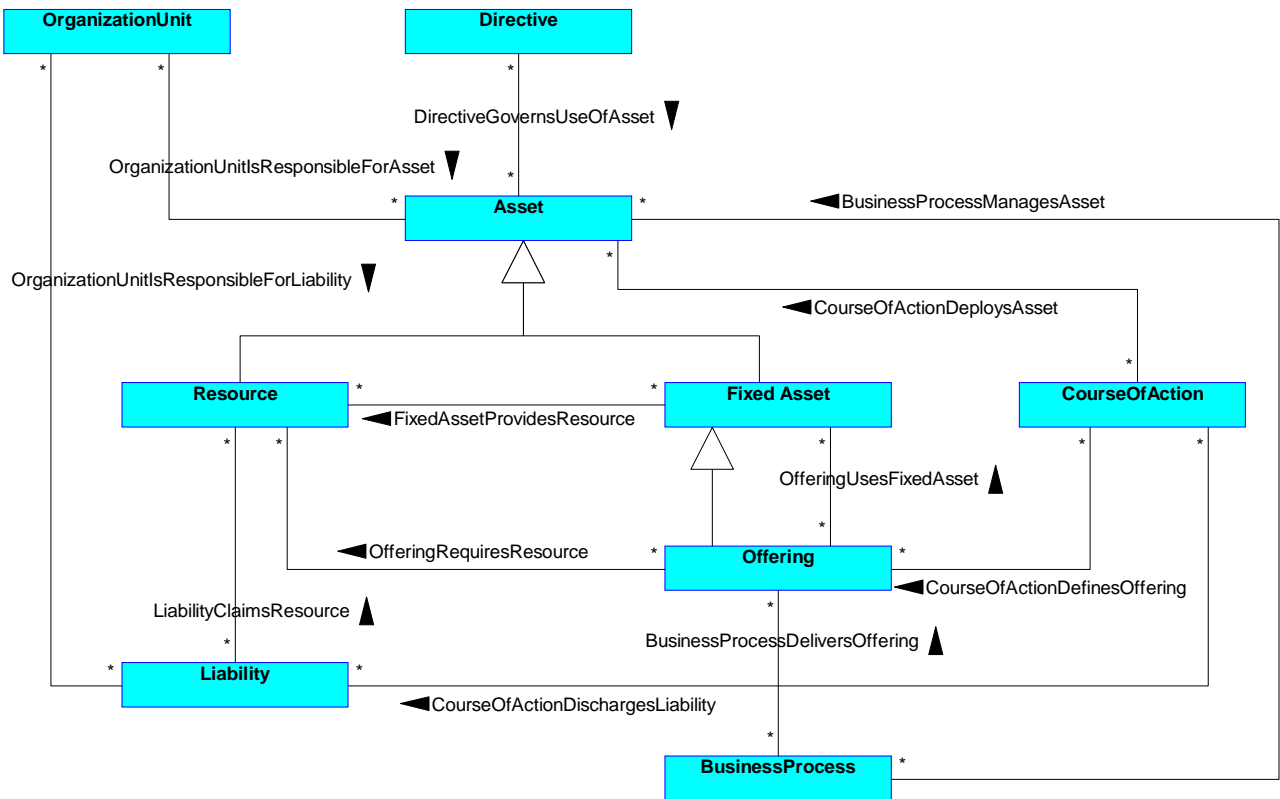 OrganizationUnit
Directive
*
*
*
DirectiveGovernsUseOfAsset
OrganizationUnitIsResponsibleForAsset
*
*
*
Asset
BusinessProcessManagesAsset
*
OrganizationUnitIsResponsibleForLiability
CourseOfActionDeploysAsset
*
Resource
*
*
Fixed Asset
CourseOfAction
FixedAssetProvidesResource
*
*
*
*
*
OfferingUsesFixedAsset
*
OfferingRequiresResource
*
Offering
*
CourseOfActionDefinesOffering
LiabilityClaimsResource
*
*
BusinessProcessDeliversOffering
*
Liability
*
CourseOfActionDischargesLiability
*
BusinessProcess
*